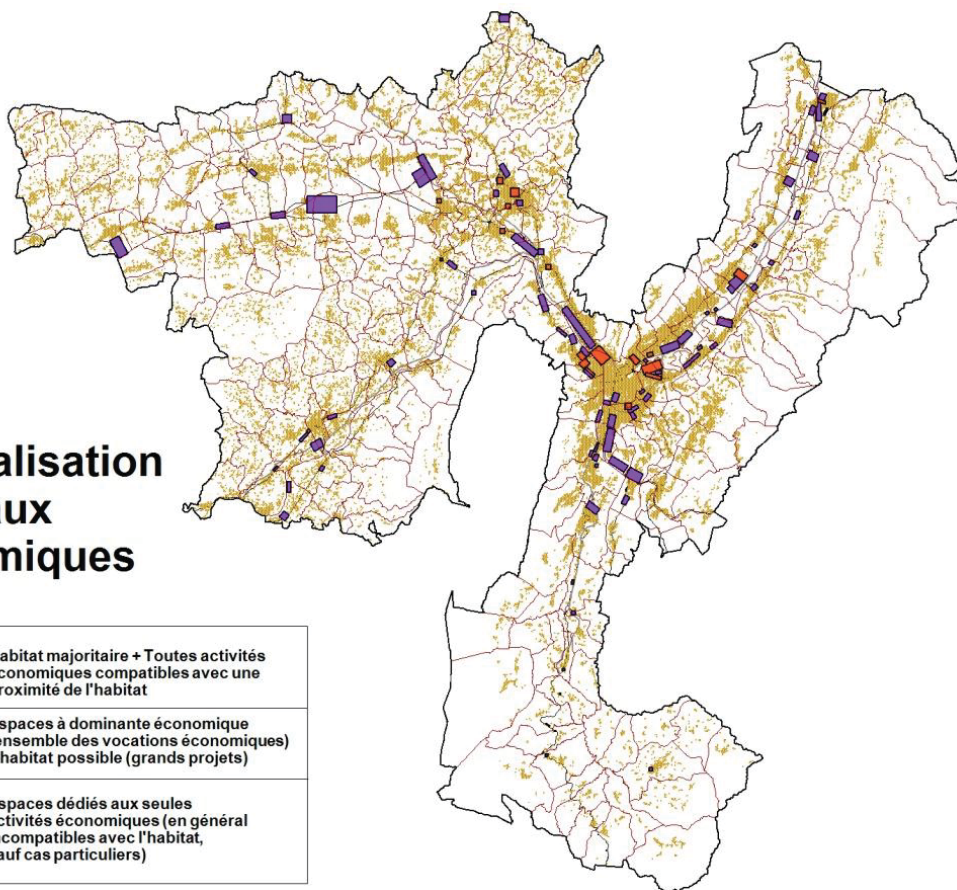 alisation
aux
miques
abitat majoritaire + Toutes activités
conomiques compatibles avec une
roximité de l'habitat
spaces à dominante économique
ensemble des vocations économiques)
habitat possible (grands projets)
spaces dédiés aux seules
ctivités économiques (en général
ncompatibles avec l'habitat,
auf cas particuliers)